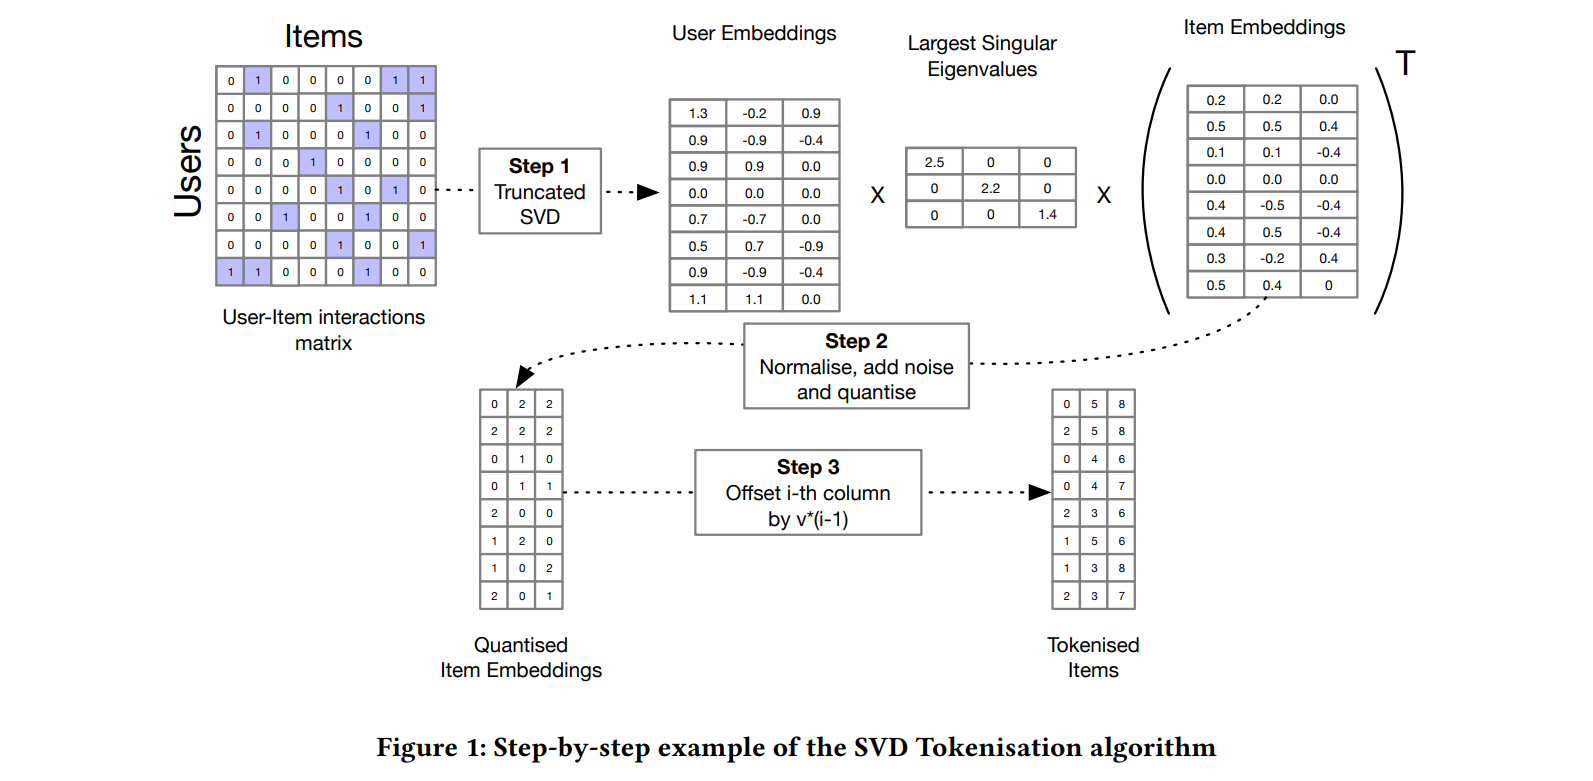 Items
Users
0 1 0 0 0 0 1 1
0 0 0 0 1 0 0 1
0 1 0 0 0 1 0 0
0 0 0 1 0 0 0 0
0 0 0 0 1 0 1 0
0 0 1 0 0 1 0 0
0 0 0 0 1 0 0 1
1 1 0 0 0 1 0 0
User-Item interactions
matrix
Step 1
Truncated
SVD
User Embeddings
1.3 -0.2 0.9
0.9 -0.9 -0.4
0.9 0.9 0.0
0.0 0.0 0.0
0.7 -0.7 0.0
0.5 0.7 -0.9
0.9 -0.9 -0.4
1.1 1.1 0.0
X
Largest Singular
Eigenvalues
2.5 0 0
0 2.2 0
0 0 1.4
X
Item Embeddings
T
0.2 0.2 0.0
0.5 0.5 0.4
0.1 0.1 -0.4
0.0 0.0 0.0
0.4 -0.5 -0.4
0.4 0.5 -0.4
0.3 -0.2 0.4
0.5 0.4 0
Step 2
Normalise, add noise
and quantise
0 2 2
2 2 2
0 1 0
0 1 1
2 0 0
1 2 0
1 0 2
2 0 1
Quantised
Item Embeddings
Step 3
Offset i-th column
by v*(i-1)
0 5 8
2 5 8
0 4 6
0 4 7
2 3 6
1 5 6
1 3 8
2 3 7
Tokenised
Items
Figure 1: Step-by-step example of the SVD Tokenisation algorithm